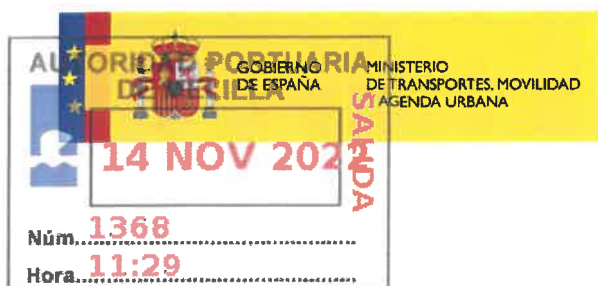 AUTORIDAD PORTUARIA
DE MELILLA
GOBIERNO
DE ESPAÑA
MINISTERIO
DE TRANSPORTES, MOVILIDAD
Y AGENDA URBANA
SALIDA
14 NOV
Núm. 1368
Hora. 11:29